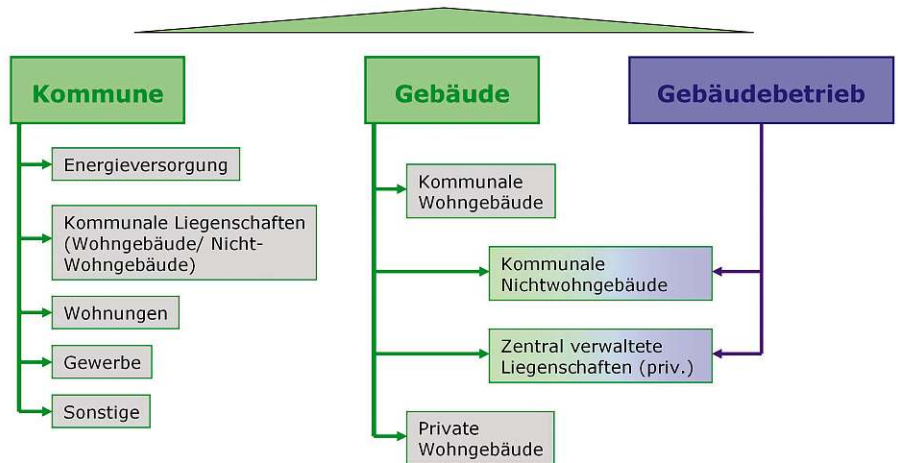 Kommune
Energieversorgung
Kommunale Liegenschaften
(Wohngebäude/ Nicht-
Wohngebäude)
Wohnungen
Gewerbe
Sonstige
Gebäude
Kommunale
Wohngebäude
Kommunale
Nichtwohngebäude
Zentral verwaltete
Liegenschaften (priv.)
Private
Wohngebäude
Gebäudebetrieb